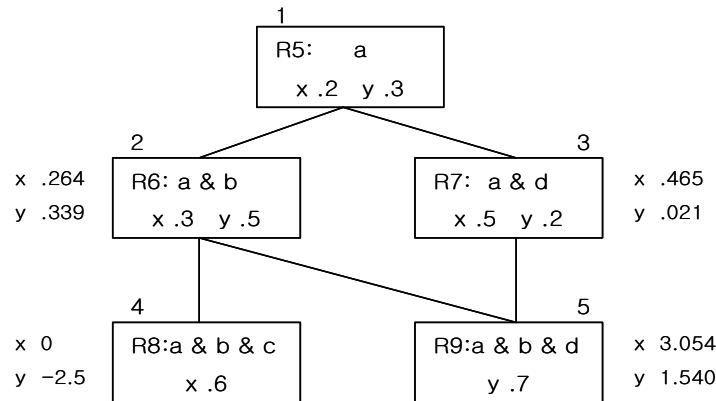 1
R5: a
x .2 y .3
2
3
x .264
y .339
R6: a & b
x .3 y .5
R7: a & d
x .5 y .2
x .465
y .021
4
5
x 0
y -2.5
R8:a & b & c
x .6
R9:a & b & d
y .7
x 3.054
y 1.540